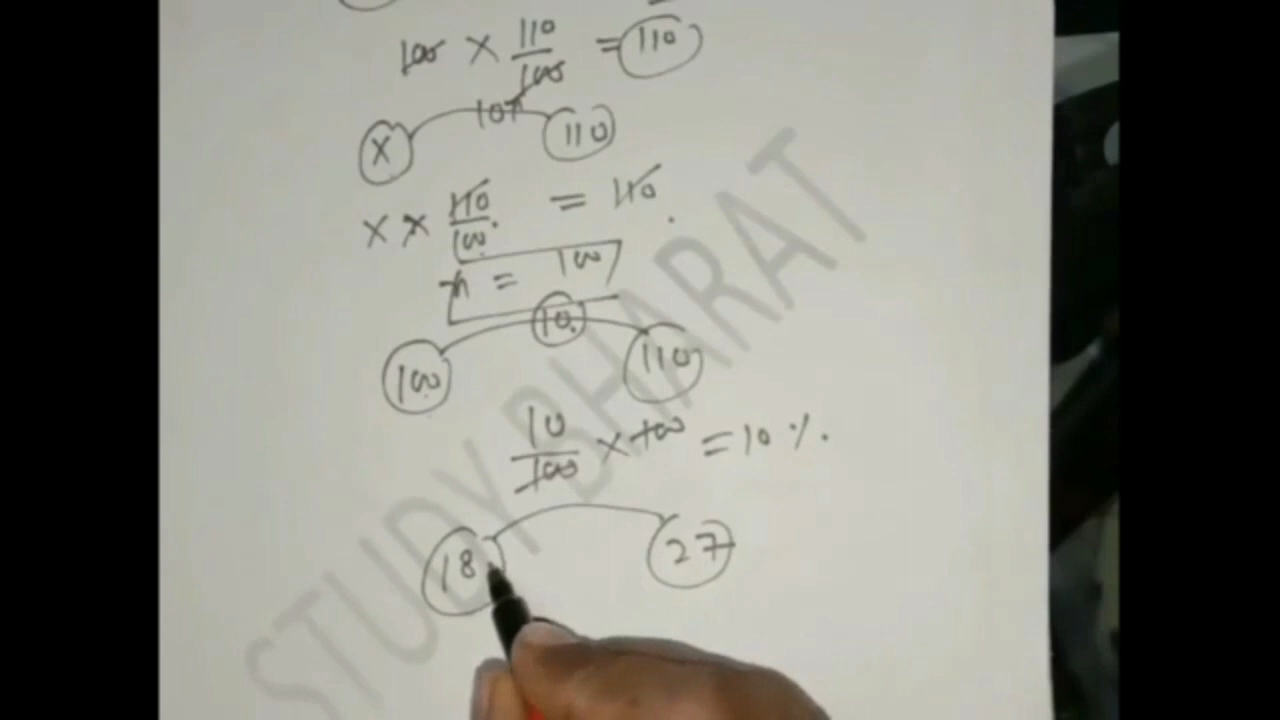 100 × 110/100 = 110
x 10% 110
x × 110/100 = 110
x = 100
100 10 110
10/100 × 100 = 10 %
18 27
STUDY BHARAT